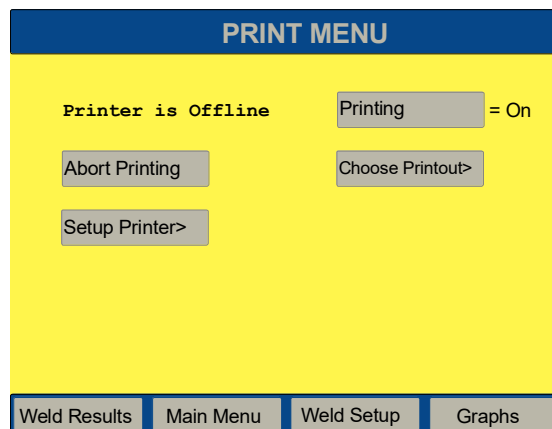 PRINT MENU
Printer is Offline
Printing = On
Abort Printing
Choose Printout>
Setup Printer>
Weld Results
Main Menu
Weld Setup
Graphs